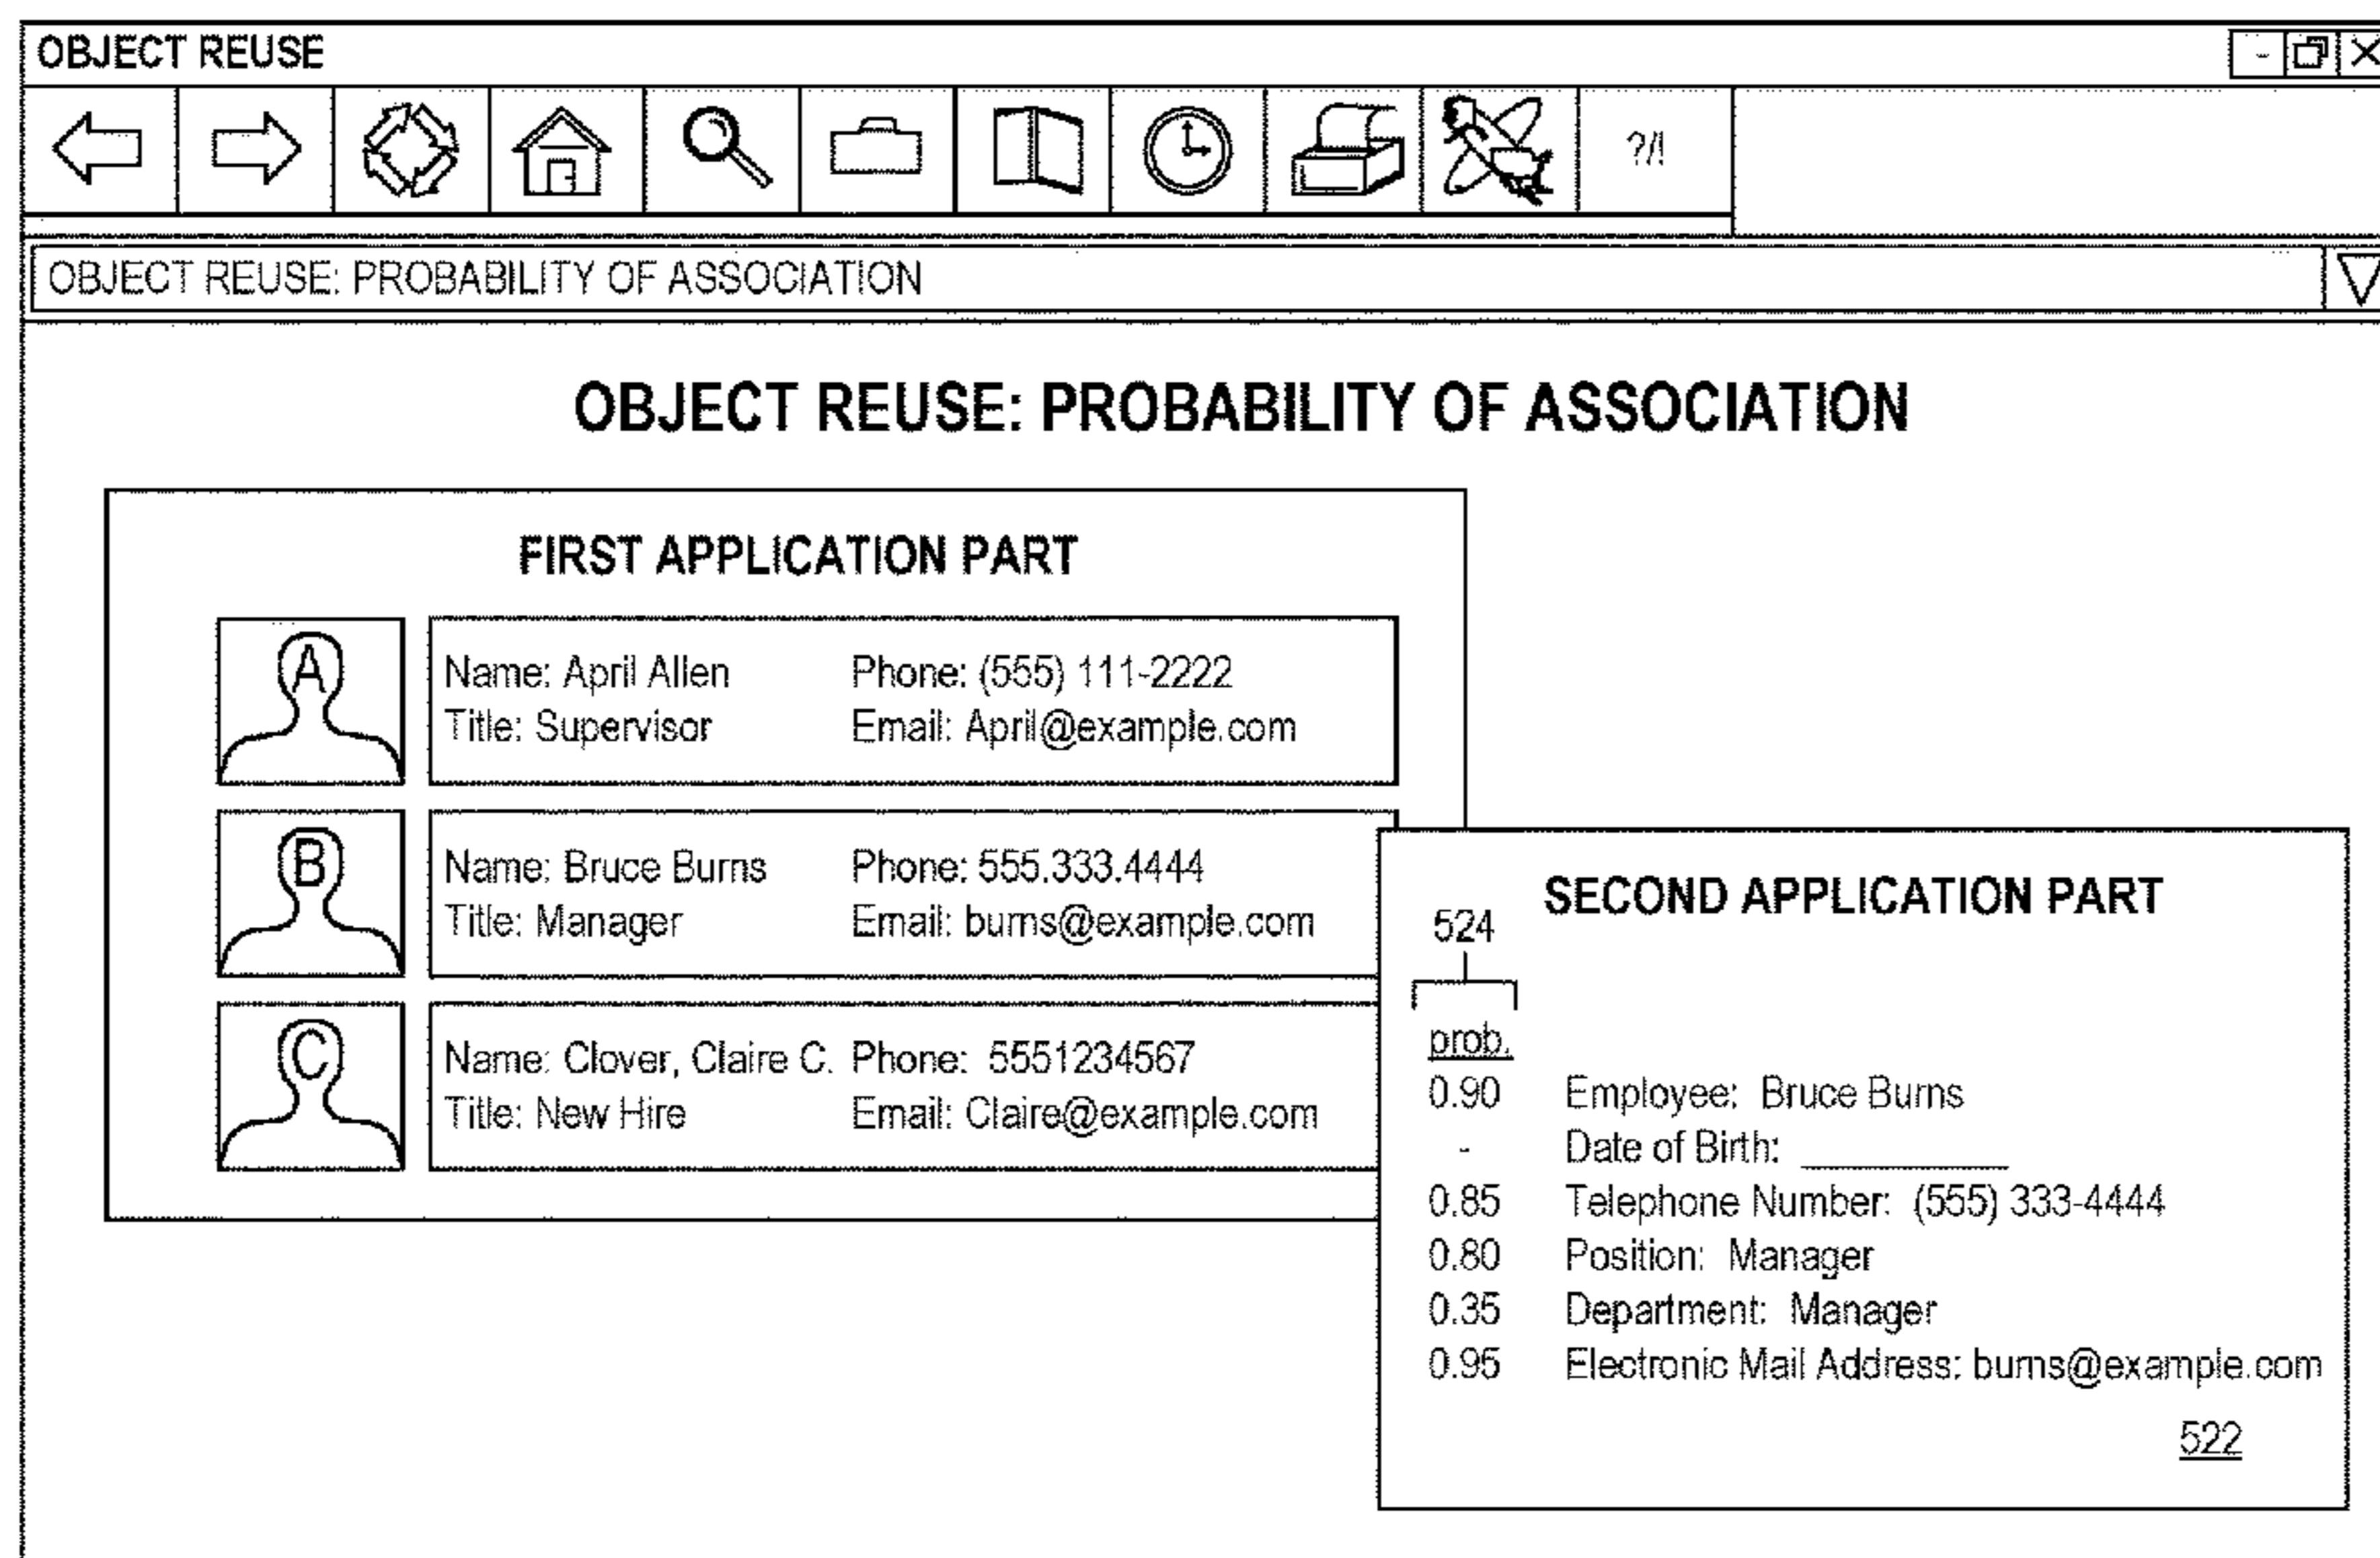 OBJECT REUSE
?/!
OBJECT REUSE: PROBABILITY OF ASSOCIATION
OBJECT REUSE: PROBABILITY OF ASSOCIATION
FIRST APPLICATION PART
A
Name: April Allen Phone: (555) 111-2222
Title: Supervisor Email: April@example.com
B
Name: Bruce Burns Phone: 555.333.4444
Title: Manager Email: burns@example.com
C
Name: Clover, Claire C. Phone: 5551234567
Title: New Hire Email: Claire@example.com
SECOND APPLICATION PART
524
prob.
0.90 Employee: Bruce Burns
- Date of Birth: __________
0.85 Telephone Number: (555) 333-4444
0.80 Position: Manager
0.35 Department: Manager
0.95 Electronic Mail Address: burns@example.com
522